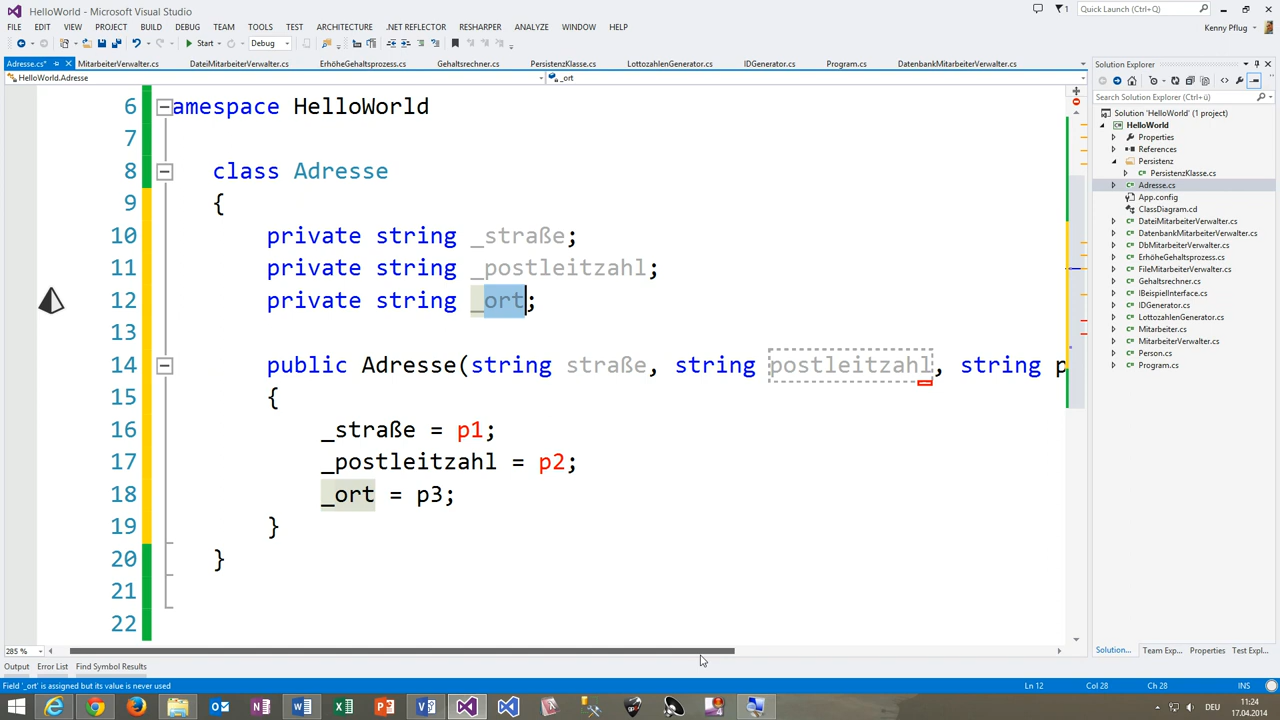 HelloWorld - Microsoft Visual Studio
Quick Launch (Ctrl+Q)
FILE EDIT VIEW PROJECT BUILD DEBUG TEAM TOOLS TEST ARCHITECTURE .NET REFLECTOR RESHARPER ANALYZE WINDOW HELP
Kenny Pflug
Start Debug
Adresse.cs* MitarbeiterVerwalter.cs DateiMitarbeiterVerwalter.cs ErhöheGehaltsprozess.cs Gehaltsrechner.cs PersistenzKlasse.cs LottozahlenGenerator.cs IDGenerator.cs Program.cs DatenbankMitarbeiterVerwalter.cs
HelloWorld.Adresse _ort
6 amespace HelloWorld
7
8 class Adresse
9 {
10 private string _straße;
11 private string _postleitzahl;
12 private string _ort;
13
14 public Adresse(string straße, string postleitzahl, string p
15 {
16 _straße = p1;
17 _postleitzahl = p2;
18 _ort = p3;
19 }
20 }
21
22
285 %
Output Error List Find Symbol Results
Field '_ort' is assigned but its value is never used
Ln 12 Col 28 Ch 28 INS
Solution Explorer
Search Solution Explorer (Ctrl+ü)
Solution 'HelloWorld' (1 project)
HelloWorld
Properties
References
Persistenz
PersistenzKlasse.cs
Adresse.cs
App.config
ClassDiagram.cd
DateiMitarbeiterVerwalter.cs
DatenbankMitarbeiterVerwalter.cs
DbMitarbeiterVerwalter.cs
ErhöheGehaltsprozess.cs
FileMitarbeiterVerwalter.cs
Gehaltsrechner.cs
IBeispielInterface.cs
IDGenerator.cs
LottozahlenGenerator.cs
Mitarbeiter.cs
MitarbeiterVerwalter.cs
Person.cs
Program.cs
Solution... Team Exp... Properties Test Expl...
DEU 11:24
17.04.2014